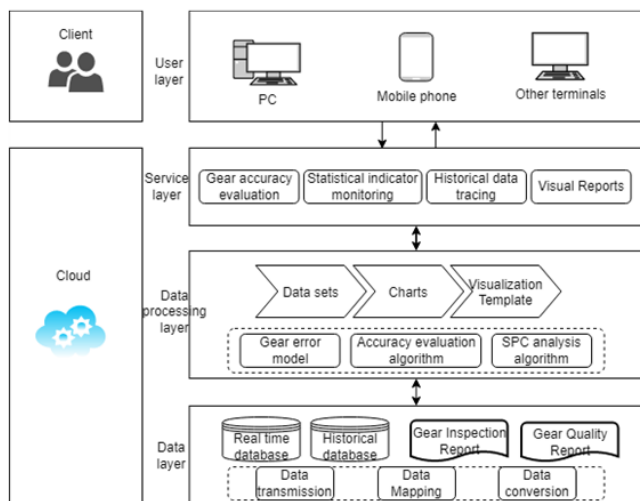 Client
User
layer
PC
Mobile phone
Other terminals
Cloud
Service
layer
Gear accuracy
evaluation
Statistical indicator
monitoring
Historical data
tracing
Visual Reports
Data
processing
layer
Data sets
Charts
Visualization
Template
Gear error
model
Accuracy evaluation
algorithm
SPC analysis
algorithm
Data
layer
Real time
database
Historical
database
Gear Inspection
Report
Gear Quality
Report
Data
transmission
Data
Mapping
Data
conversion